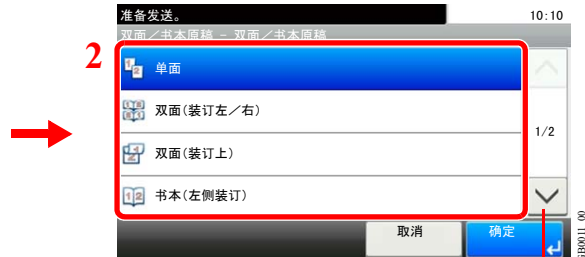 准备发送。 10:10
双面／书本原稿 - 双面／书本原稿
2
单面
双面(装订左／右)
1/2
双面(装订上)
书本(左侧装订)
取消 确定